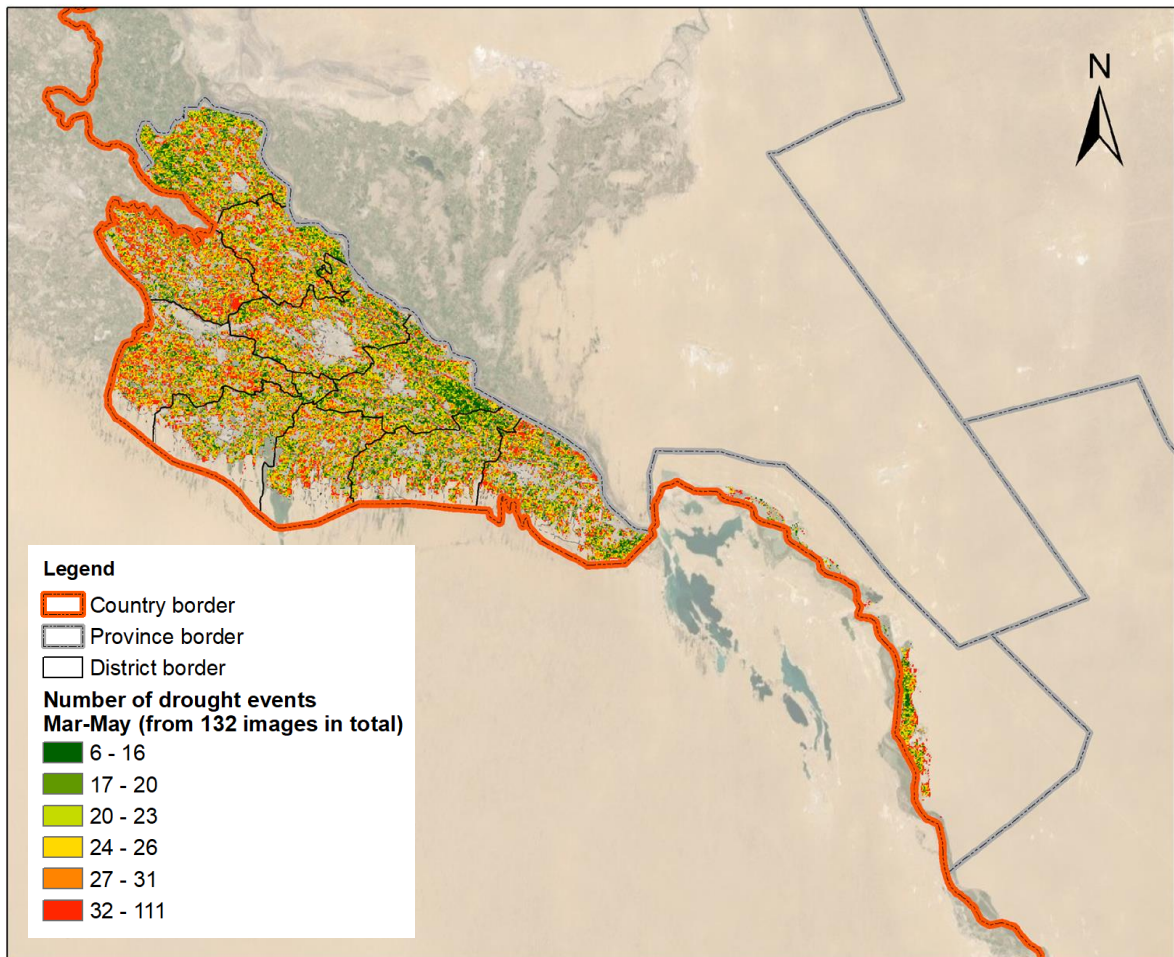 N
Legend
Country border
Province border
District border
Number of drought events
Mar-May (from 132 images in total)
6 - 16
17 - 20
20 - 23
24 - 26
27 - 31
32 - 111